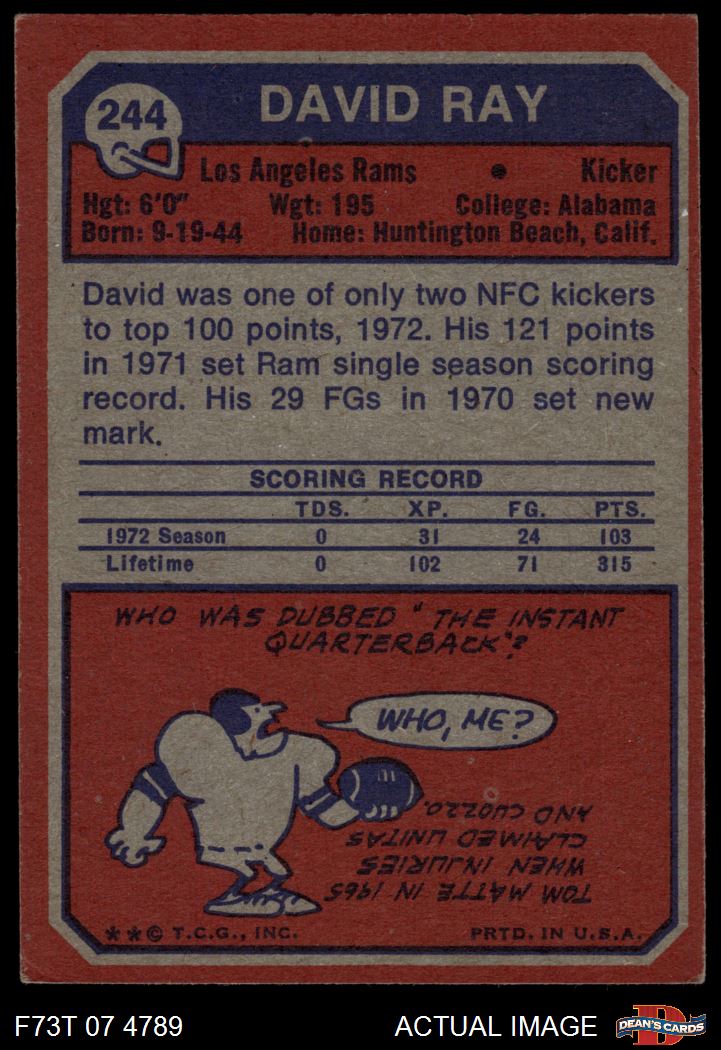 244
DAVID RAY
Los Angeles Rams • Kicker
Hgt: 6'0" Wgt: 195 College: Alabama
Born: 9-19-44 Home: Huntington Beach, Calif.
David was one of only two NFC kickers
to top 100 points, 1972. His 121 points
in 1971 set Ram single season scoring
record. His 29 FGs in 1970 set new
mark.
SCORING RECORD
TDS. XP. FG. PTS.
1972 Season 0 31 24 103
Lifetime 0 102 71 315
WHO WAS DUBBED "THE INSTANT
QUARTERBACK"?
WHO, ME?
TOM MATTE IN 1965
WHEN INJURIES
CLAIMED UNITAS
AND CUOZZO.
**© T.C.G., INC. PRTD. IN U.S.A.
F73T 07 4789 ACTUAL IMAGE
D
DEAN'S CARDS